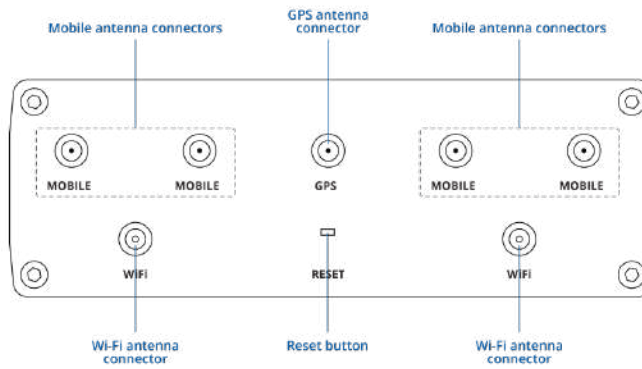 Mobile antenna connectors
GPS antenna
connector
Mobile antenna connectors
MOBILE
MOBILE
GPS
MOBILE
MOBILE
WiFi
RESET
WiFi
Wi-Fi antenna
connector
Reset button
Wi-Fi antenna
connector